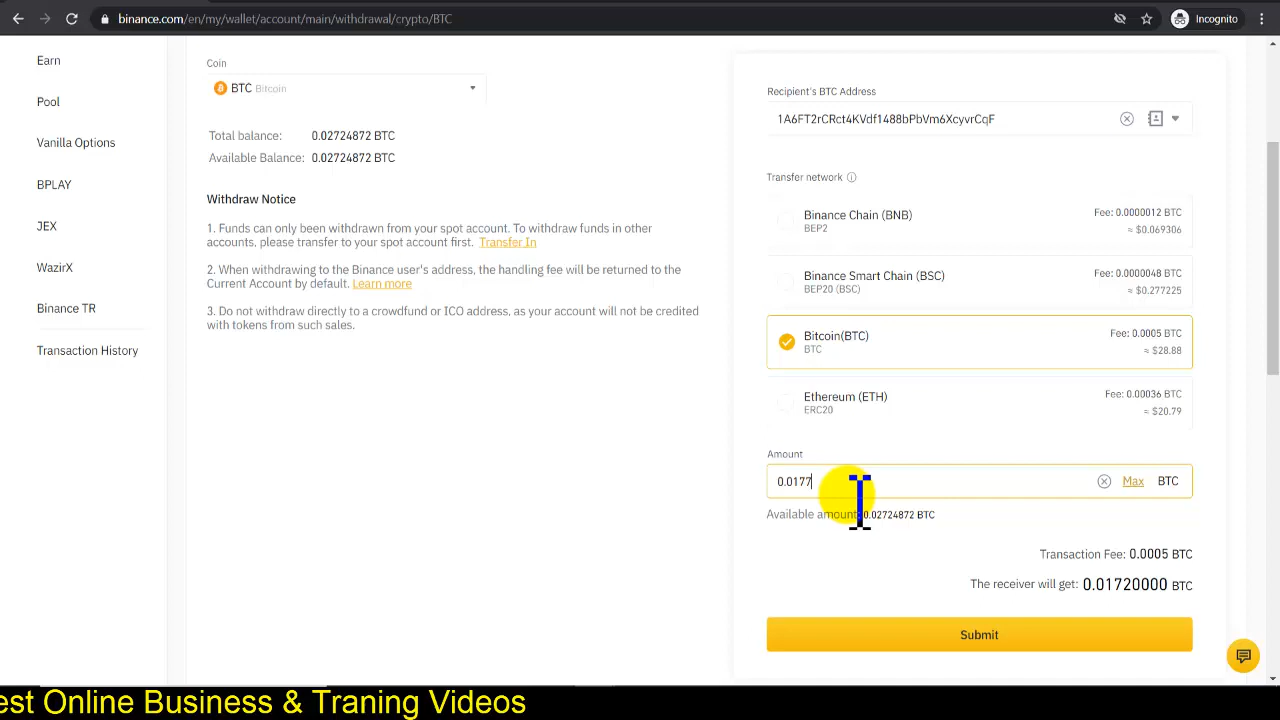 binance.com/en/my/wallet/account/main/withdrawal/crypto/BTC
Incognito
Earn
Pool
Vanilla Options
BPLAY
JEX
WazirX
Binance TR
Transaction History
Coin
BTC Bitcoin
Total balance: 0.02724872 BTC
Available Balance: 0.02724872 BTC
Withdraw Notice
1. Funds can only been withdrawn from your spot account. To withdraw funds in other
accounts, please transfer to your spot account first. Transfer In
2. When withdrawing to the Binance user's address, the handling fee will be returned to the
Current Account by default. Learn more
3. Do not withdraw directly to a crowdfund or ICO address, as your account will not be credited
with tokens from such sales.
Recipient's BTC Address
1A6FT2rCRct4KVdf1488bPbVm6XcyvrCqF
Transfer network
Binance Chain (BNB) Fee: 0.0000012 BTC
BEP2 ≈ $0.069306
Binance Smart Chain (BSC) Fee: 0.0000048 BTC
BEP20 (BSC) ≈ $0.277225
Bitcoin(BTC) Fee: 0.0005 BTC
BTC ≈ $28.88
Ethereum (ETH) Fee: 0.00036 BTC
ERC20 ≈ $20.79
Amount
0.0177 Max BTC
Available amount: 0.02724872 BTC
Transaction Fee: 0.0005 BTC
The receiver will get: 0.01720000 BTC
Submit
est Online Business & Traning Videos